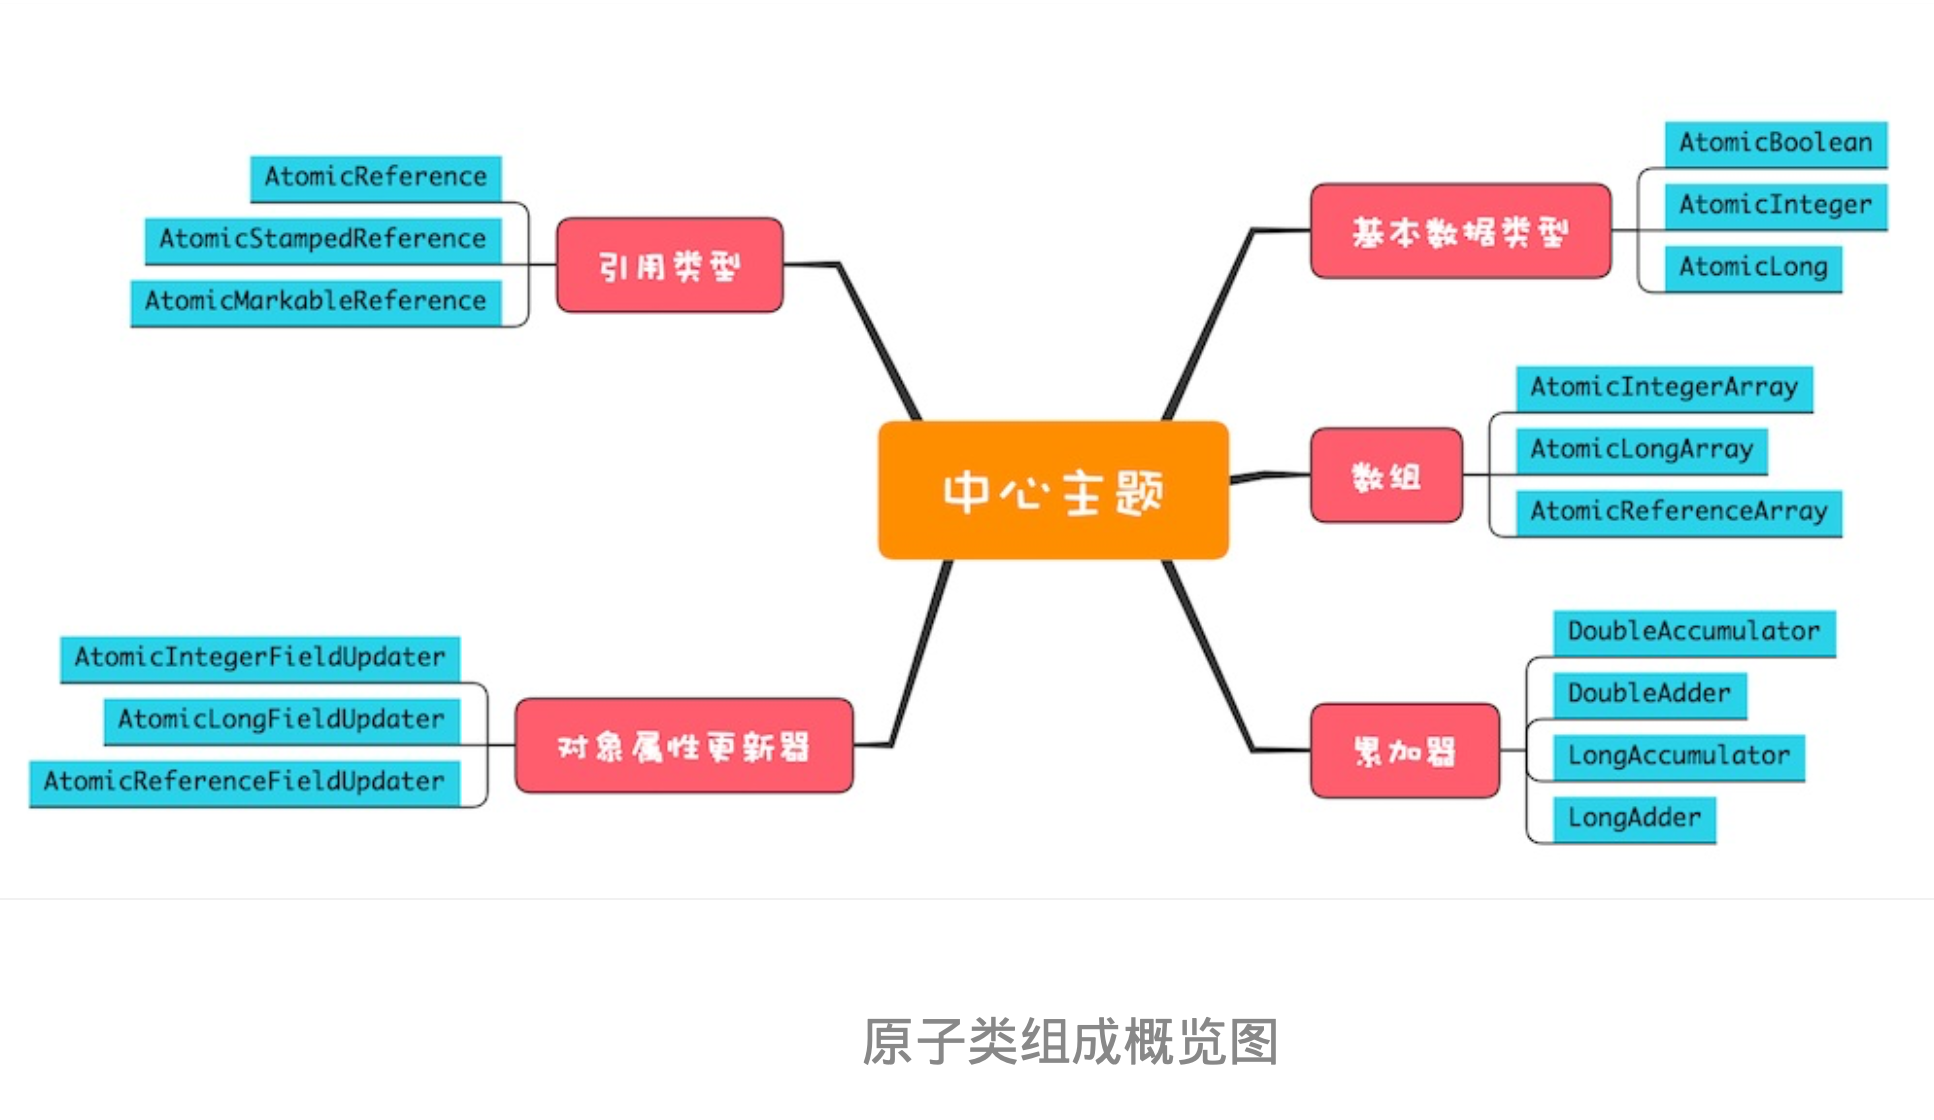 AtomicReference
AtomicStampedReference
AtomicMarkableReference
引用类型
基本数据类型
AtomicBoolean
AtomicInteger
AtomicLong
中心主题
数组
AtomicIntegerArray
AtomicLongArray
AtomicReferenceArray
AtomicIntegerFieldUpdater
AtomicLongFieldUpdater
AtomicReferenceFieldUpdater
对象属性更新器
累加器
DoubleAccumulator
DoubleAdder
LongAccumulator
LongAdder
原子类组成概览图